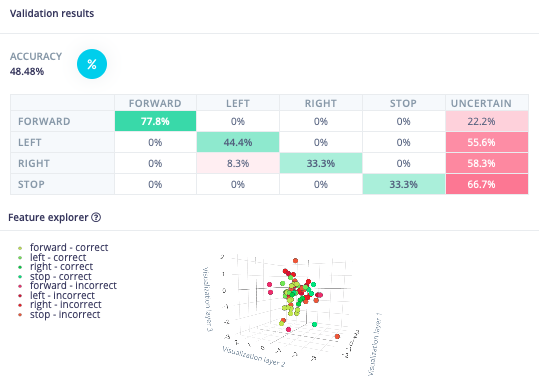 Validation results
ACCURACY
48.48%
%
FORWARD LEFT RIGHT STOP UNCERTAIN
FORWARD 77.8% 0% 0% 0% 22.2%
LEFT 0% 44.4% 0% 0% 55.6%
RIGHT 0% 8.3% 33.3% 0% 58.3%
STOP 0% 0% 0% 33.3% 66.7%
Feature explorer ?
forward - correct
left - correct
right - correct
stop - correct
forward - incorrect
left - incorrect
right - incorrect
stop - incorrect
Visualization layer 3
Visualization layer 2
Visualization layer 1